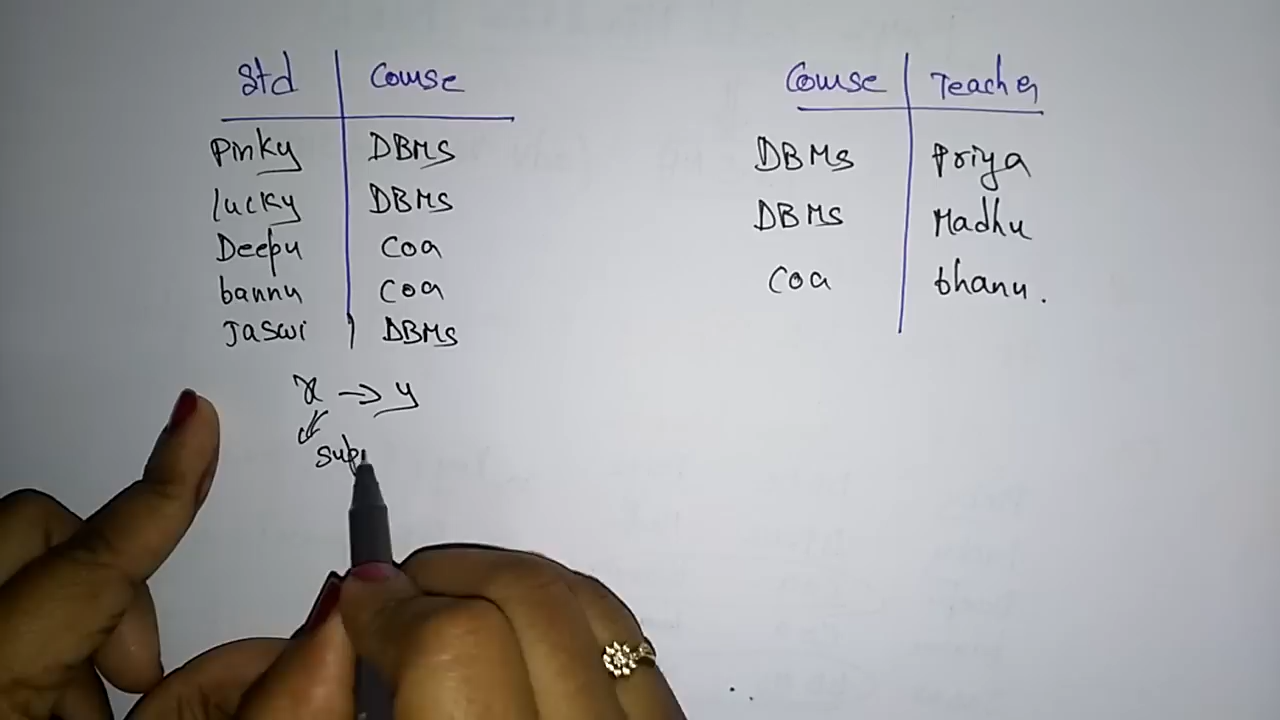 Std Course
Pinky DBMS
lucky DBMS
Deepu Coa
bannu Coa
Jaswi DBMS
x → y
Sup
Course Teacher
DBMS Priya
DBMS Madhu
Coa bhanu.